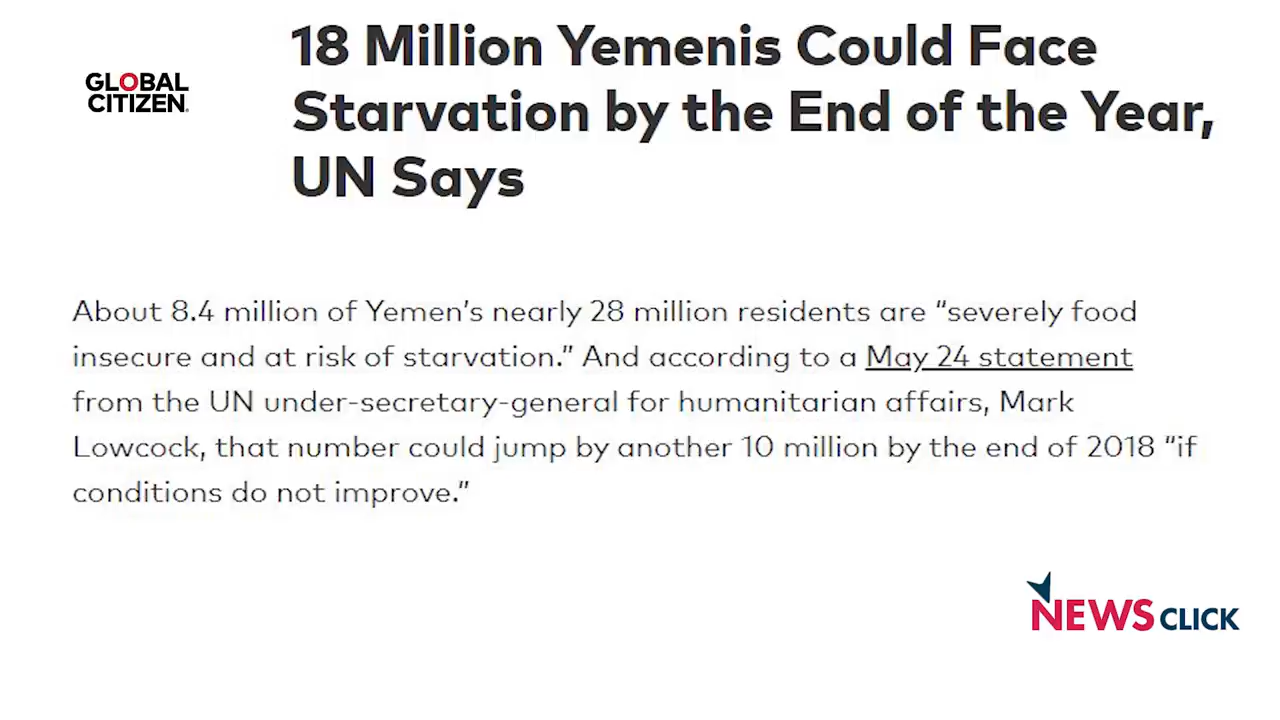 18 Million Yemenis Could Face
Starvation by the End of the Year,
UN Says
GLOBAL
CITIZEN.
About 8.4 million of Yemen's nearly 28 million residents are “severely food
insecure and at risk of starvation.” And according to a May 24 statement
from the UN under-secretary-general for humanitarian affairs, Mark
Lowcock, that number could jump by another 10 million by the end of 2018 “if
conditions do not improve.”
NEWSCLICK